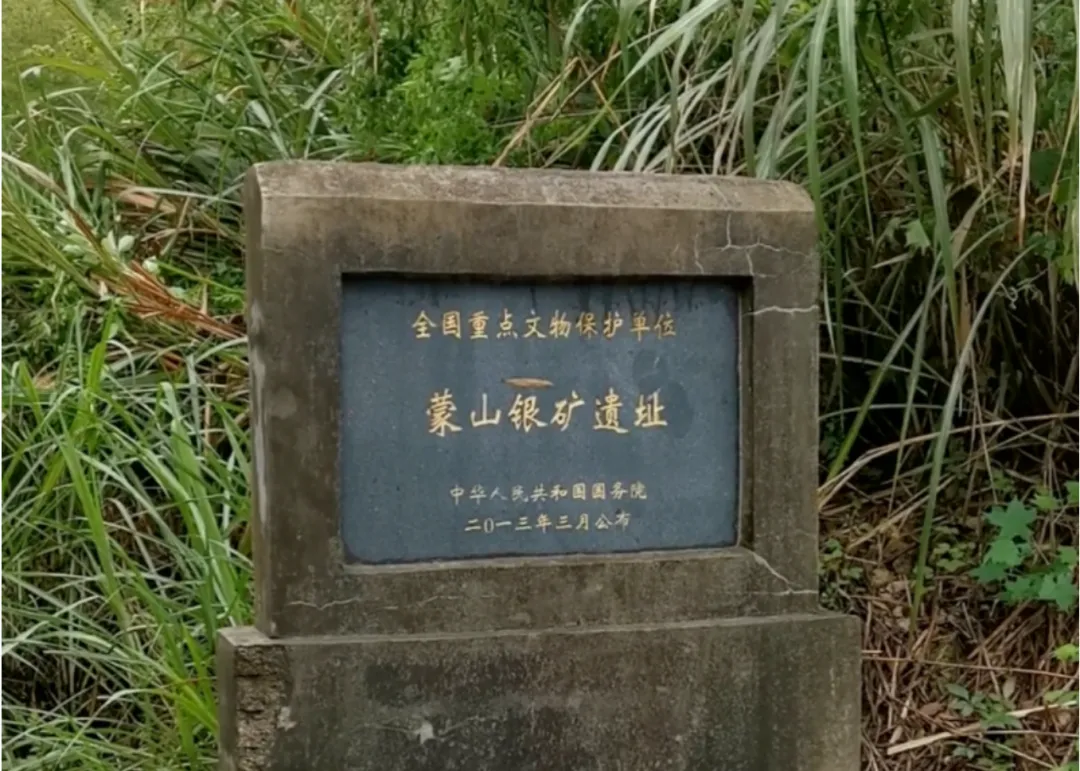 全国重点文物保护单位
蒙山银矿遗址
中华人民共和国国务院
二〇一三年三月公布